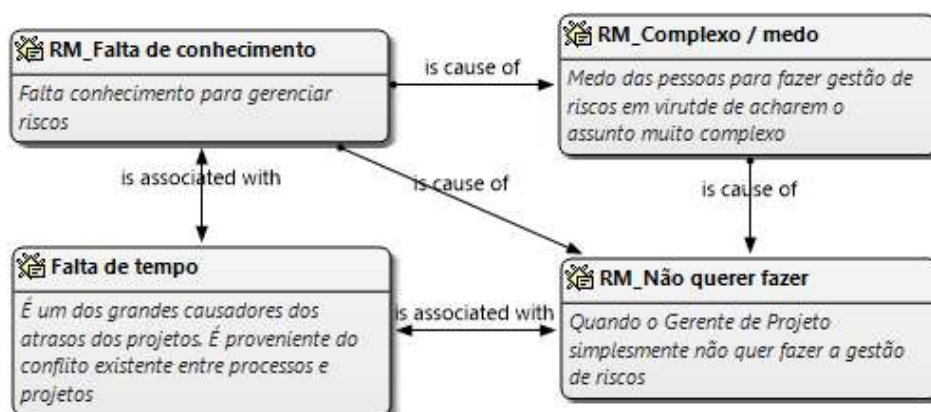 RM_Falta de conhecimento
Falta conhecimento para gerenciar
riscos
is cause of
RM_Complexo / medo
Medo das pessoas para fazer gestão de
riscos em virutde de acharem o
assunto muito complexo
is associated with
is cause of
is cause of
Falta de tempo
É um dos grandes causadores dos
atrasos dos projetos. É proveniente do
conflito existente entre processos e
projetos
is associated with
RM_Não querer fazer
Quando o Gerente de Projeto
simplesmente não quer fazer a gestão
de riscos